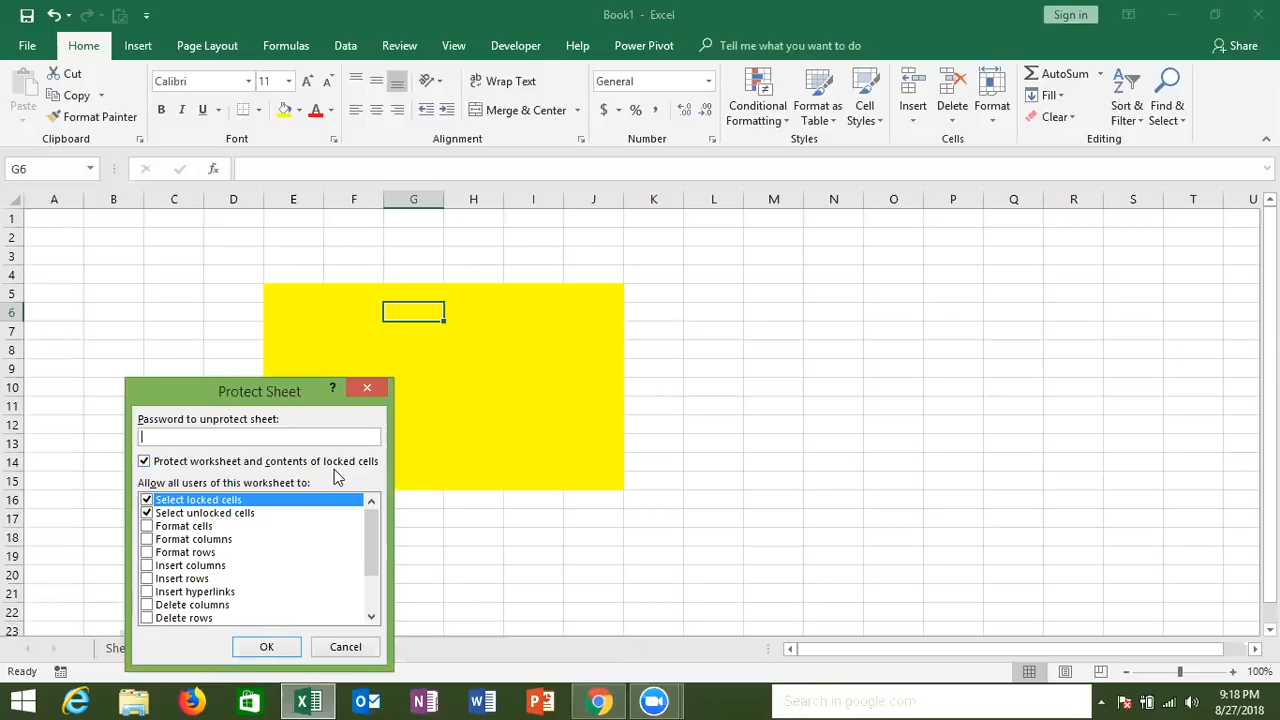 Book1 - Excel
Sign in
File Home Insert Page Layout Formulas Data Review View Developer Help Power Pivot Tell me what you want to do Share
Paste
Cut
Copy
Format Painter
Clipboard
Calibri 11
B I U A
Font
Wrap Text
Merge & Center
Alignment
General
$ % ,
Number
Conditional Formatting
Format as Table
Cell Styles
Styles
Insert Delete Format
Cells
AutoSum
Fill
Clear
Sort & Filter
Find & Select
Editing
G6 fx
A B C D E F G H I J K L M N O P Q R S T U
1
2
3
4
5
6
7
8
9
10
11
12
13
14
15
16
17
18
19
20
21
22
23
Protect Sheet ?
Password to unprotect sheet:
Protect worksheet and contents of locked cells
Allow all users of this worksheet to:
Select locked cells
Select unlocked cells
Format cells
Format columns
Format rows
Insert columns
Insert rows
Insert hyperlinks
Delete columns
Delete rows
OK Cancel
She
Ready 100%
Search in google.com
9:18 PM
8/27/2018